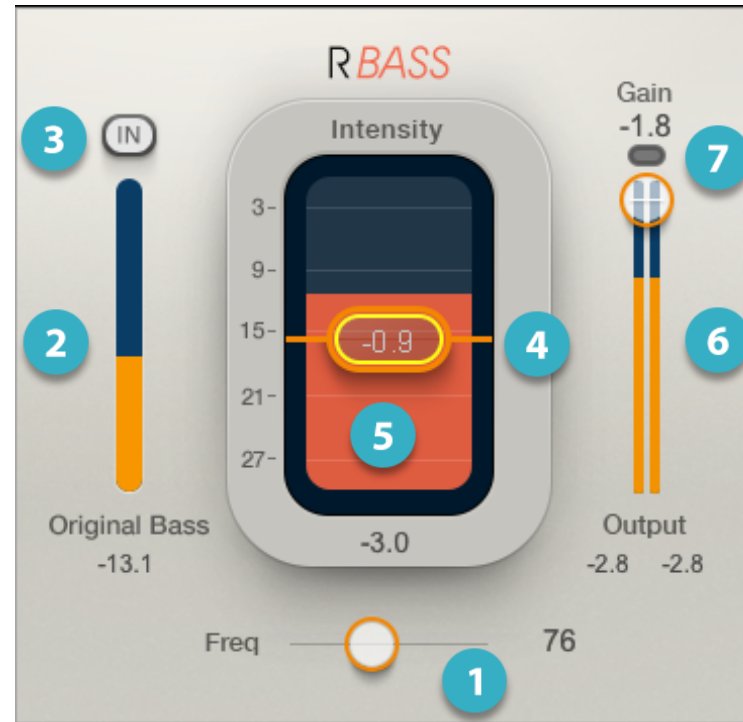 R BASS
3
IN
Intensity
Gain
-1.8
7
3-
9-
15-
21-
27-
2
-0.9
4
5
6
Original Bass
-13.1
-3.0
Output
-2.8 -2.8
Freq
76
1